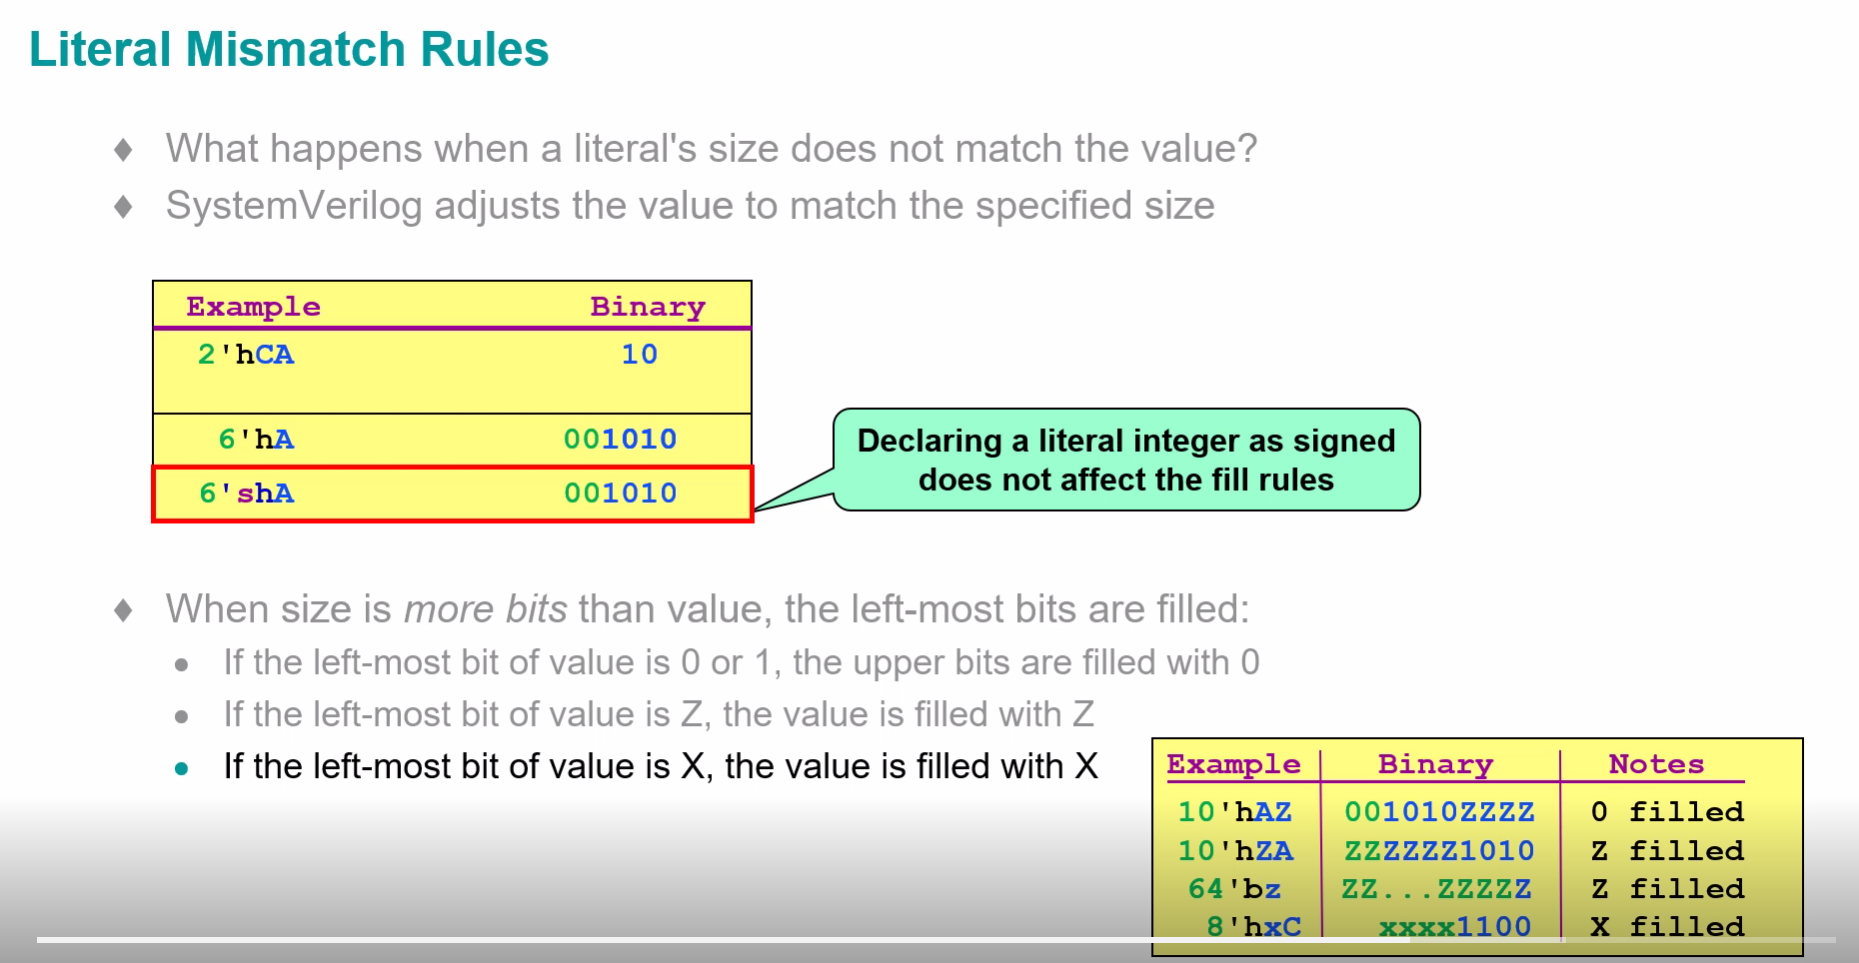 Literal Mismatch Rules
♦ What happens when a literal's size does not match the value?
♦ SystemVerilog adjusts the value to match the specified size
Example Binary
2'hCA 10
6'hA 001010
6'shA 001010
Declaring a literal integer as signed
does not affect the fill rules
♦ When size is more bits than value, the left-most bits are filled:
• If the left-most bit of value is 0 or 1, the upper bits are filled with 0
• If the left-most bit of value is Z, the value is filled with Z
• If the left-most bit of value is X, the value is filled with X
Example Binary Notes
10'hAZ 001010ZZZZ 0 filled
10'hZA ZZZZZZ1010 Z filled
64'bz ZZ...ZZZZZ Z filled
8'hxC xxxx1100 X filled